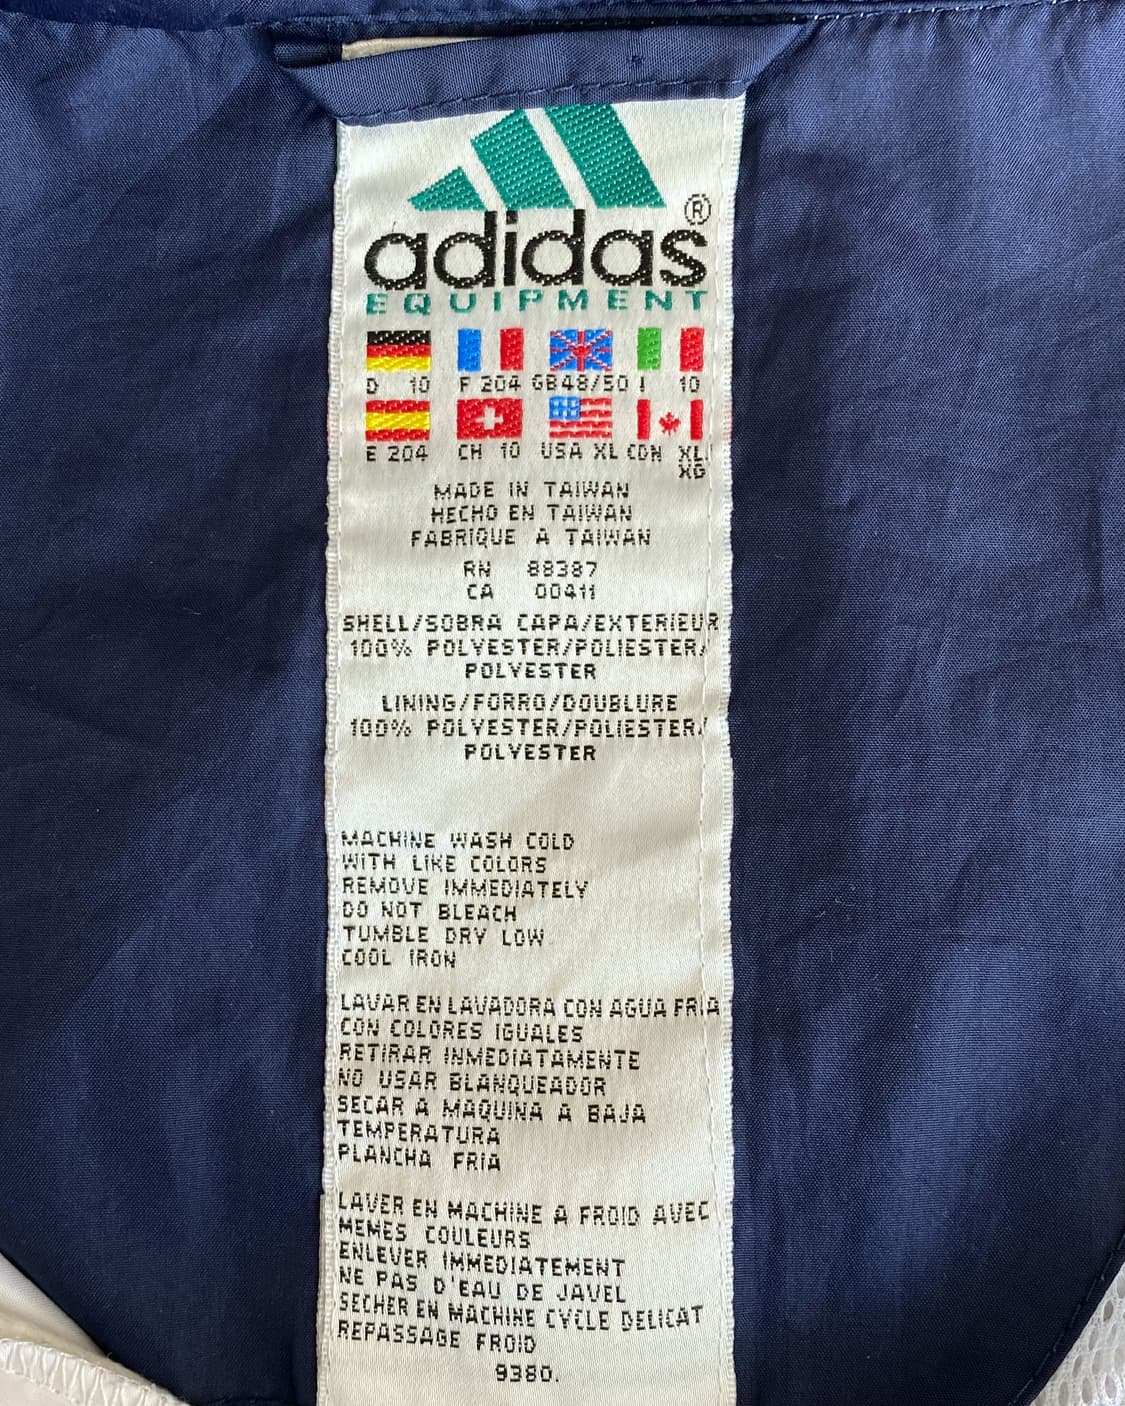 adidas®
EQUIPMENT
D 10 F 204 GB48/50 I 10
E 204 CH 10 USA XL CDN XL/
XG
MADE IN TAIWAN
HECHO EN TAIWAN
FABRIQUE A TAIWAN
RN 88387
CA 00411
SHELL/SOBRA CAPA/EXTERIEUR
100% POLYESTER/POLIESTER/
POLYESTER
LINING/FORRO/DOUBLURE
100% POLYESTER/POLIESTER/
POLYESTER
MACHINE WASH COLD
WITH LIKE COLORS
REMOVE IMMEDIATELY
DO NOT BLEACH
TUMBLE DRY LOW
COOL IRON
LAVAR EN LAVADORA CON AGUA FRIA
CON COLORES IGUALES
RETIRAR INMEDIATAMENTE
NO USAR BLANQUEADOR
SECAR A MAQUINA A BAJA
TEMPERATURA
PLANCHA FRIA
LAVER EN MACHINE A FROID AVEC
MEMES COULEURS
ENLEVER IMMEDIATEMENT
NE PAS D'EAU DE JAVEL
SECHER EN MACHINE CYCLE DELICAT
REPASSAGE FROID
9380.